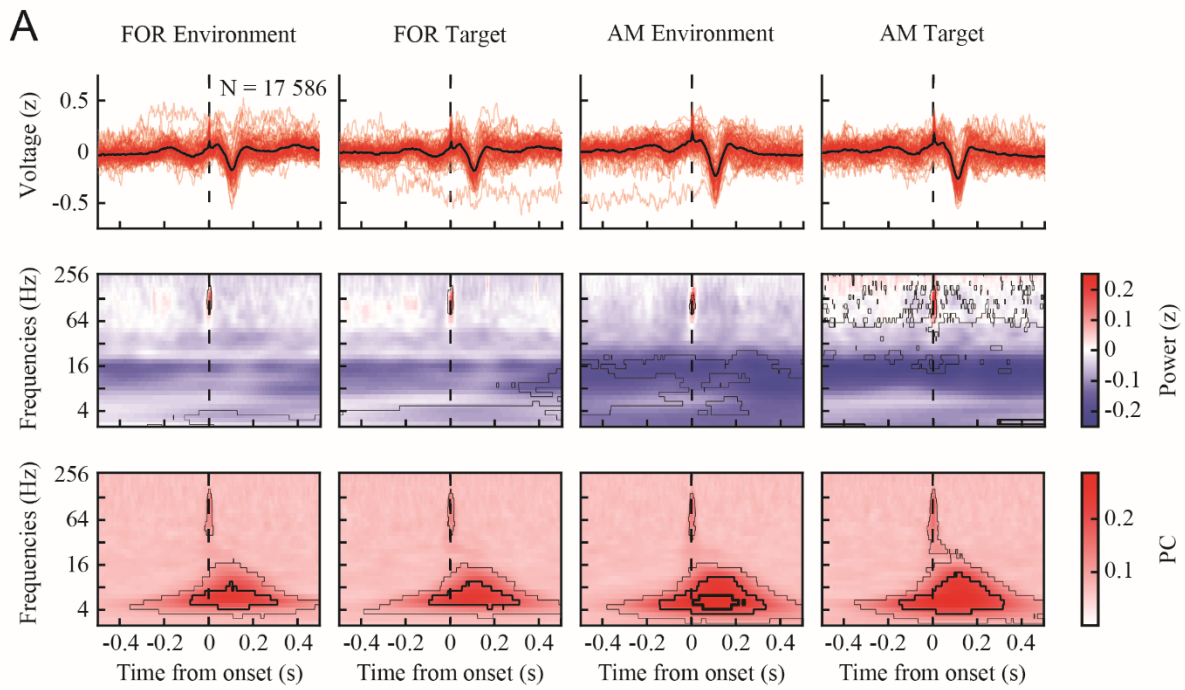 A
FOR Environment FOR Target AM Environment AM Target
N = 17 586
Voltage (z)
0.5
0
-0.5
Frequencies (Hz)
256
64
16
4
0.2
0.1
0
-0.1
-0.2
Power (z)
Frequencies (Hz)
256
64
16
4
0.2
0.1
PC
-0.4 -0.2 0 0.2 0.4 -0.4 -0.2 0 0.2 0.4 -0.4 -0.2 0 0.2 0.4 -0.4 -0.2 0 0.2 0.4
Time from onset (s) Time from onset (s) Time from onset (s) Time from onset (s)